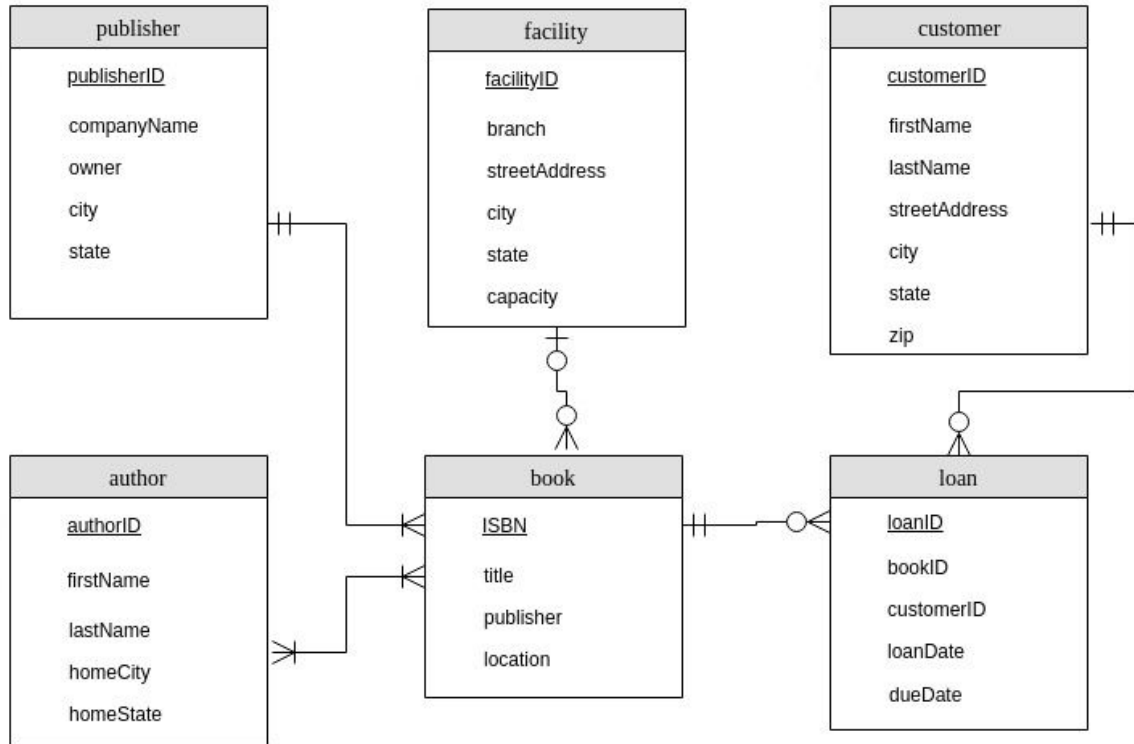 publisher
publisherID
companyName
owner
city
state
facility
facilityID
branch
streetAddress
city
state
capacity
customer
customerID
firstName
lastName
streetAddress
city
state
zip
author
authorID
firstName
lastName
homeCity
homeState
book
ISBN
title
publisher
location
loan
loanID
bookID
customerID
loanDate
dueDate